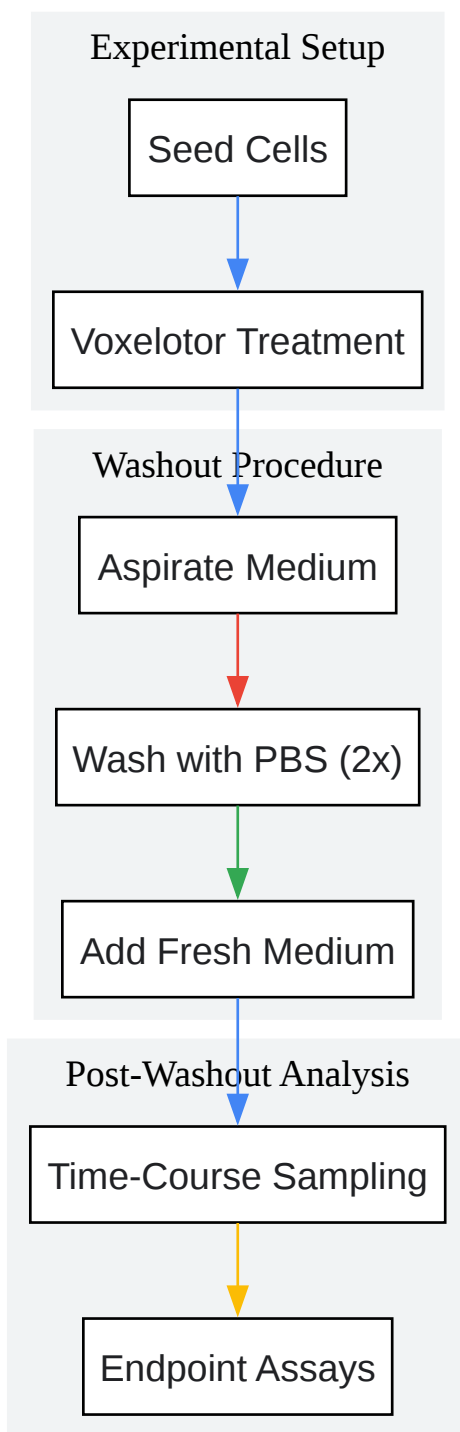 Experimental Setup
Seed Cells
Voxelotor Treatment
Washout Procedure
Aspirate Medium
Wash with PBS (2x)
Add Fresh Medium
Post-Washout Analysis
Time-Course Sampling
Endpoint Assays